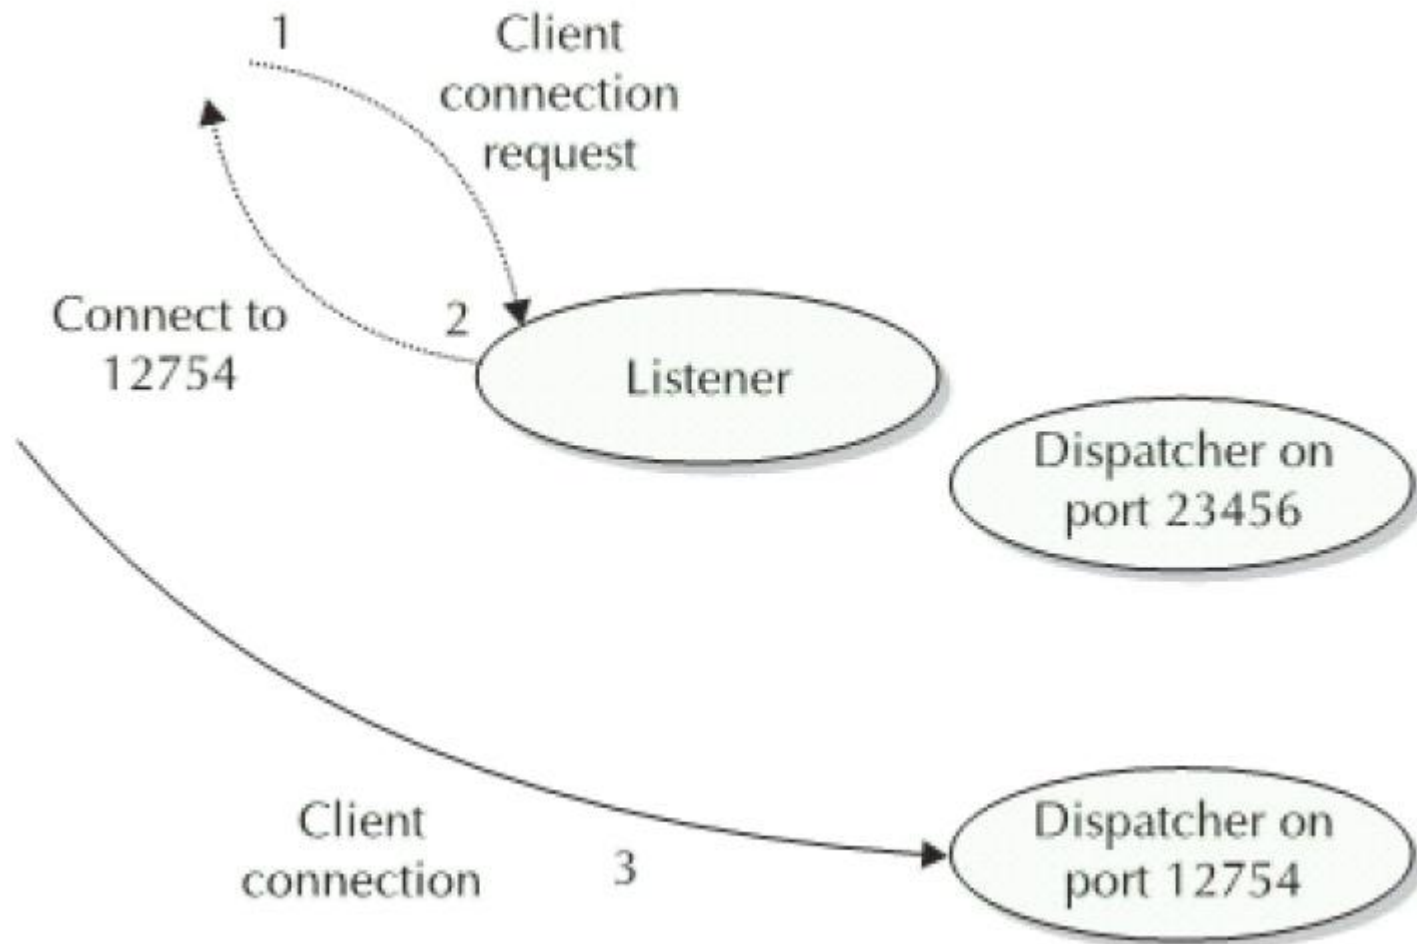 1
Client
connection
request
Connect to
12754
2
Listener
Dispatcher on
port 23456
Client
connection
3
Dispatcher on
port 12754